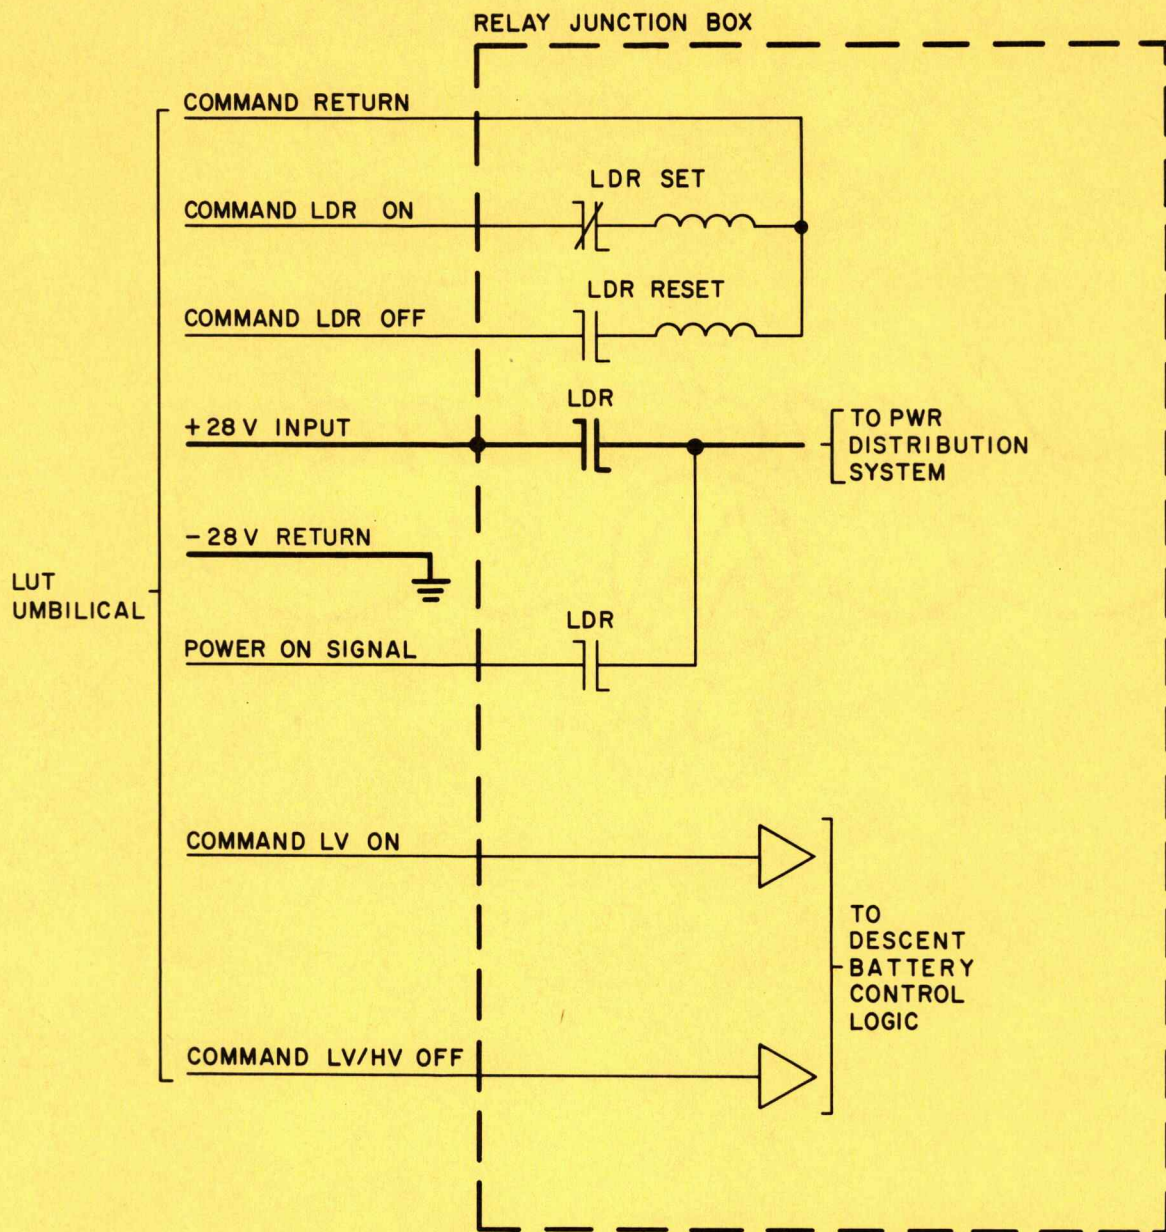 RELAY JUNCTION BOX
COMMAND RETURN
LDR SET
COMMAND LDR ON
LDR RESET
COMMAND LDR OFF
LDR
+28V INPUT
TO PWR
DISTRIBUTION
SYSTEM
-28V RETURN
LUT
UMBILICAL
LDR
POWER ON SIGNAL
COMMAND LV ON
TO
DESCENT
BATTERY
CONTROL
LOGIC
COMMAND LV/HV OFF